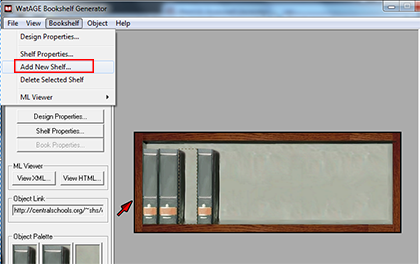 WatAGE Bookshelf Generator
File View Bookshelf Object Help
Design Properties...
Shelf Properties...
Add New Shelf...
Delete Selected Shelf
ML Viewer
Design Properties...
Shelf Properties...
Book Properties...
ML Viewer
View XML... View HTML...
Object Link
http://centralschools.org/~shs/
Object Palette